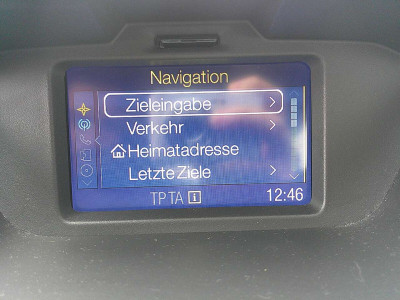 Navigation
Zieleingabe
Verkehr
Heimatadresse
Letzte Ziele
TP TA i 12:46